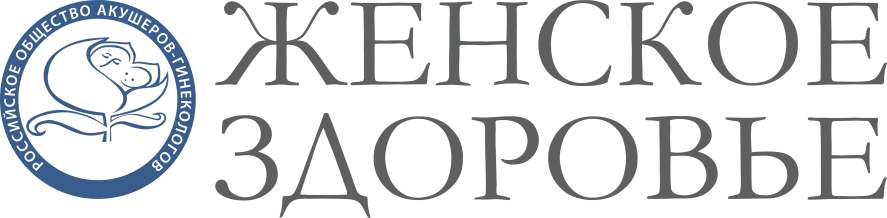 РОССИЙСКОЕ ОБЩЕСТВО АКУШЕРОВ-ГИНЕКОЛОГОВ
ЖЕНСКОЕ
ЗДОРОВЬЕ